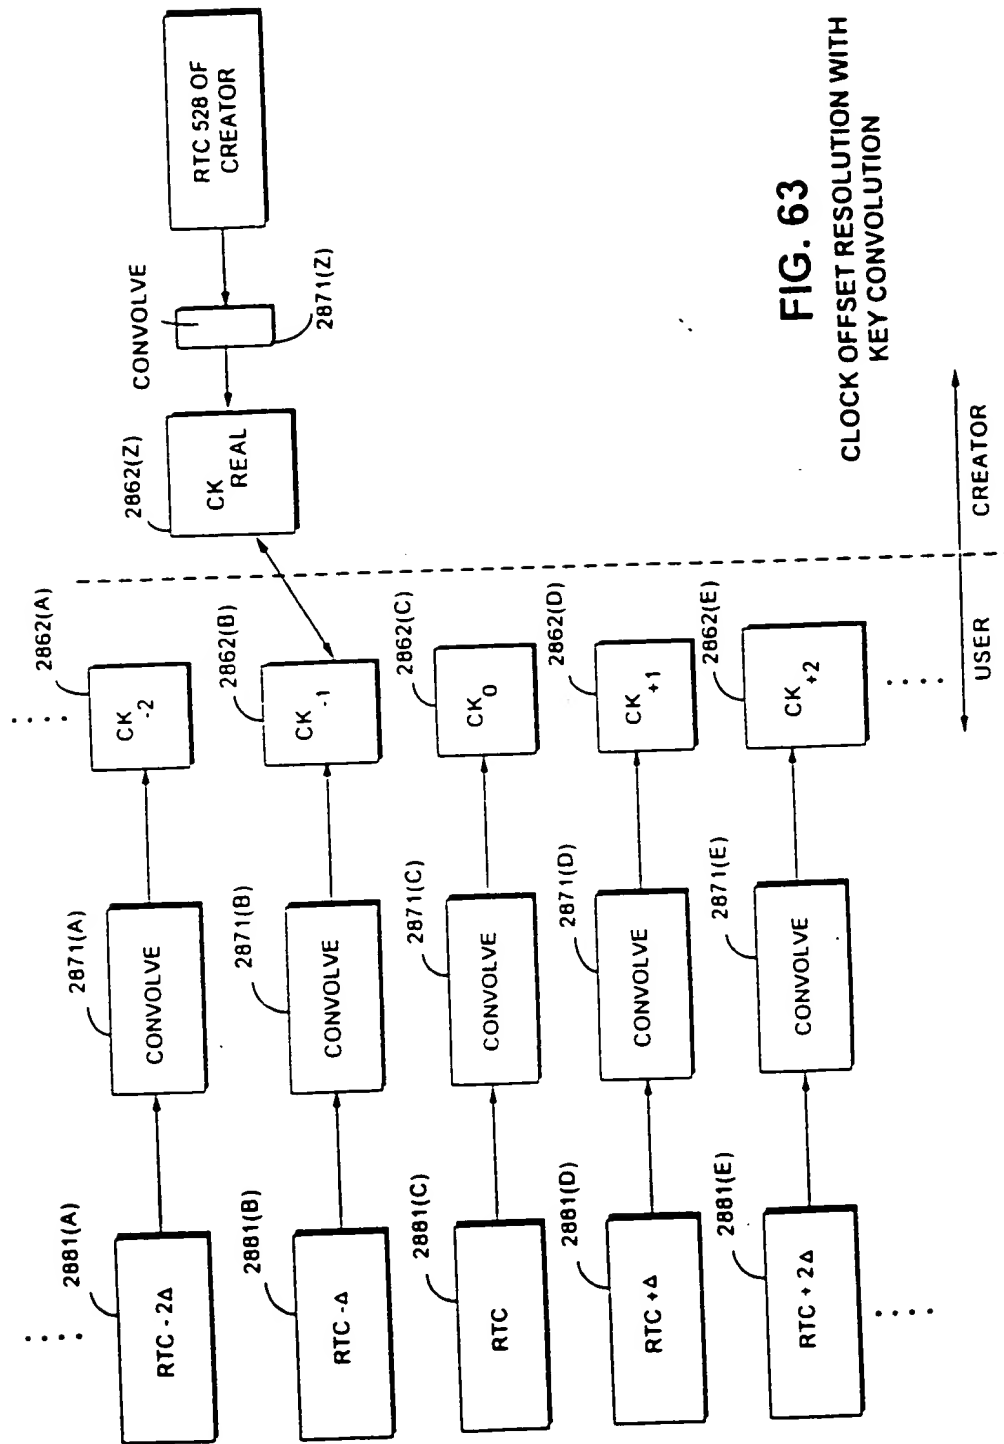 2881(A)
RTC - 2Δ
2871(A)
CONVOLVE
2862(A)
CK -2
2881(B)
RTC -Δ
2871(B)
CONVOLVE
2862(B)
CK -1
2881(C)
RTC
2871(C)
CONVOLVE
2862(C)
CK 0
2881(D)
RTC +Δ
2871(D)
CONVOLVE
2862(D)
CK +1
2881(E)
RTC + 2Δ
2871(E)
CONVOLVE
2862(E)
CK +2
2862(Z)
CK
REAL
CONVOLVE
2871(Z)
RTC 528 OF
CREATOR
USER
CREATOR
FIG. 63
CLOCK OFFSET RESOLUTION WITH
KEY CONVOLUTION